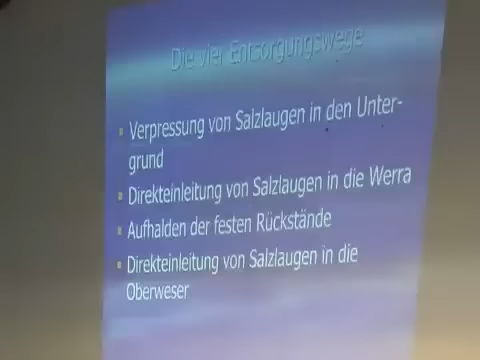 Die vier Entsorgungswege
Verpressung von Salzlaugen in den Unter-
grund
Direkteinleitung von Salzlaugen in die Werra
Aufhalden der festen Rückstände
Direkteinleitung von Salzlaugen in die
Oberweser